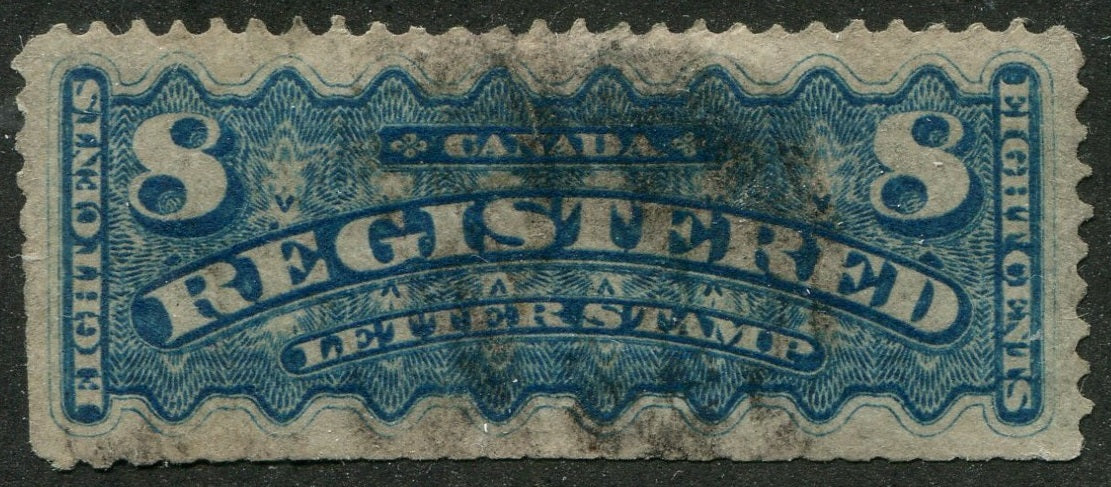 CANADA
8 8
REGISTERED
LETTER STAMP
EIGHT CENTS
EIGHT CENTS